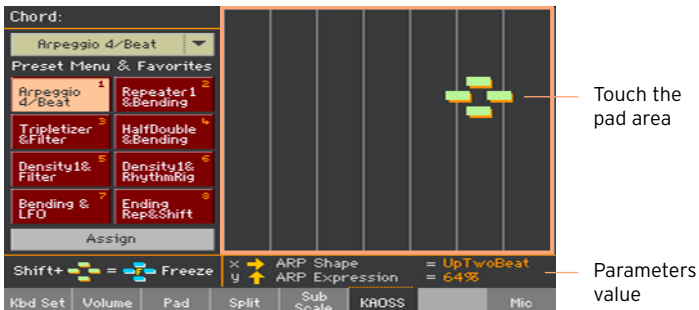 Chord:
Arpeggio 4/Beat
Preset Menu & Favorites
Arpeggio 4/Beat 1
Repeater1 &Bending 2
Tripletizer &Filter 3
HalfDouble &Bending 4
Density1& Filter 5
Density1& RhythmRig 6
Bending & LFO 7
Ending Rep&Shift 8
Assign
Shift+ = F Freeze
x ARP Shape = UpTwoBeat
y ARP Expression = 64%
Kbd Set Volume Pad Split Sub Scale KAOSS Mic
Touch the
pad area
Parameters
value